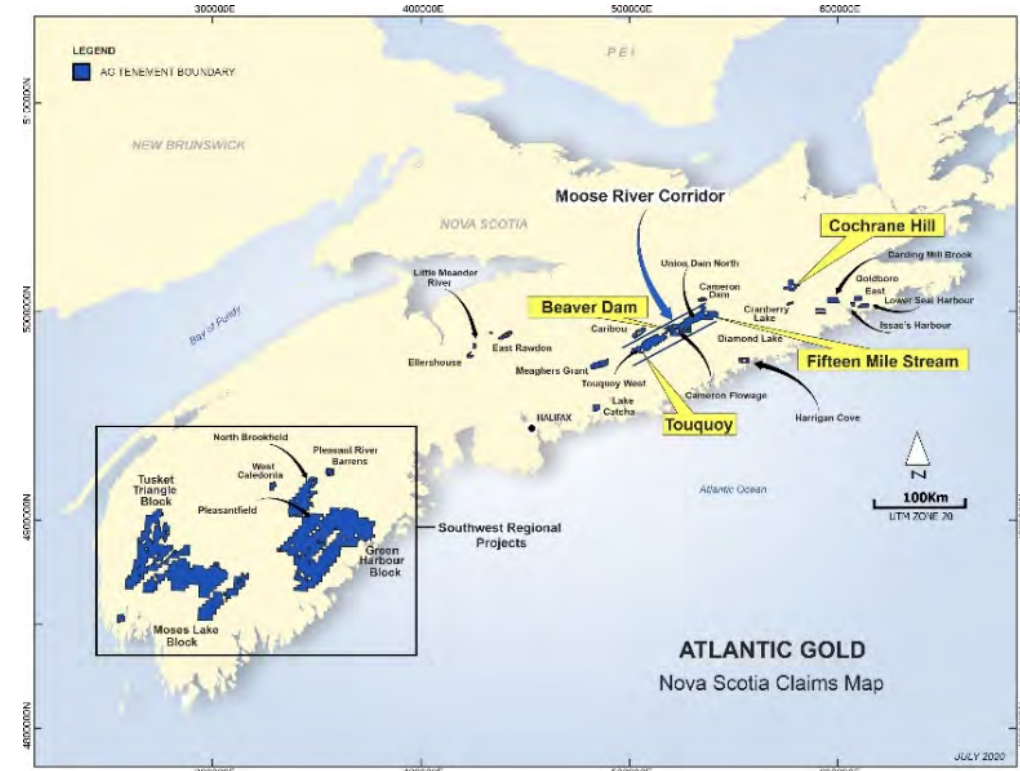 300000E
400000E
500000E
600000E
LEGEND
AG TENEMENT BOUNDARY
PEI
5100000N
NEW BRUNSWICK
Moose River Corridor
NOVA SCOTIA
Cochrane Hill
Little Meander
River
Union Dam North
Darding Mill Brook
Cameron
Dam
Goldboro
East
Beaver Dam
Cranberry
Lake
Lower Seal Harbour
5000000N
Bay of Fundy
Caribou
Issac's Harbour
East Rawdon
Diamond Lake
Ellershouse
Meaghers Grant
Fifteen Mile Stream
Touquoy West
Cameron Flowage
Lake
Catcha
Touquoy
Harrigan Cove
HALIFAX
North Brookfield
Pleasant River
Barrens
West
Caledonia
Tusket
Triangle
Block
Pleasantfield
Atlantic Ocean
N
100Km
UTM ZONE 20
4900000N
Southwest Regional
Projects
Green
Harbour
Block
Moses Lake
Block
ATLANTIC GOLD
Nova Scotia Claims Map
4800000N
JULY 2020